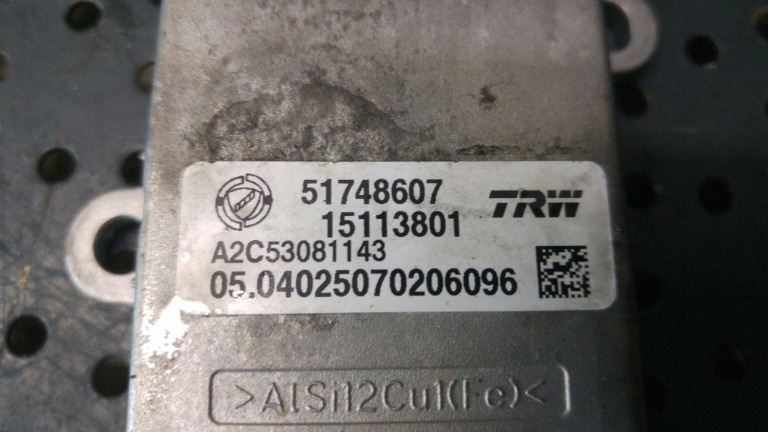 51748607 TRW
15113801
A2C53081143
05.04025070206096
>AlSi12Cu1(Fe)<